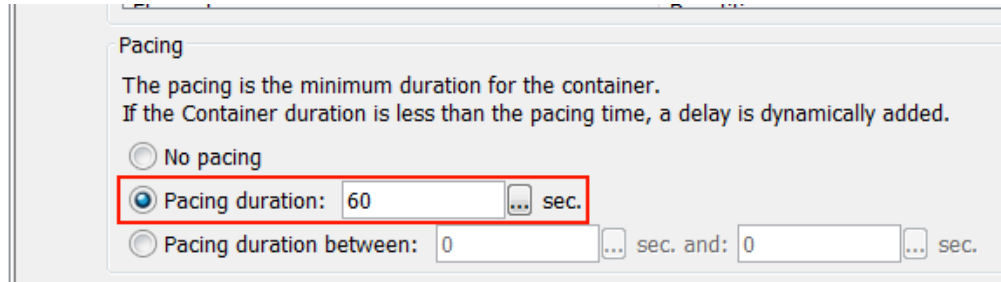 Pacing
The pacing is the minimum duration for the container.
If the Container duration is less than the pacing time, a delay is dynamically added.
No pacing
Pacing duration: 60 ... sec.
Pacing duration between: 0 ... sec. and: 0 ... sec.